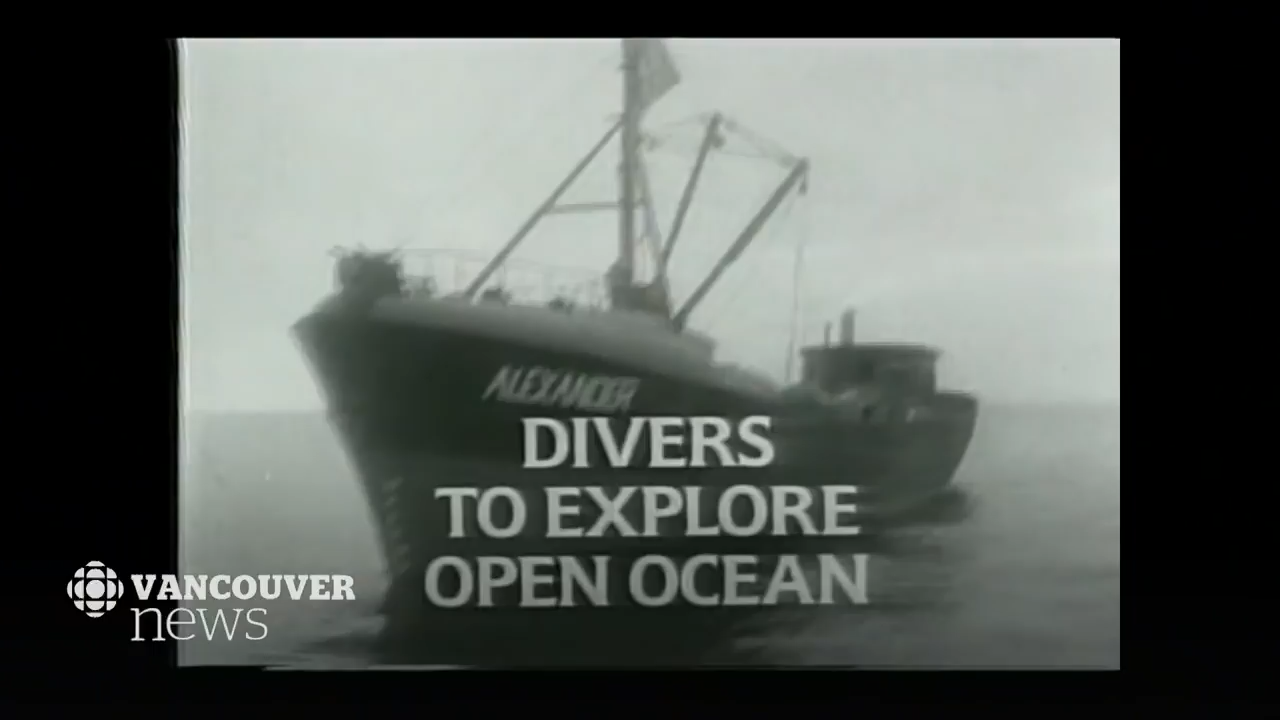 ALEXANDER
DIVERS
TO EXPLORE
OPEN OCEAN
VANCOUVER
news